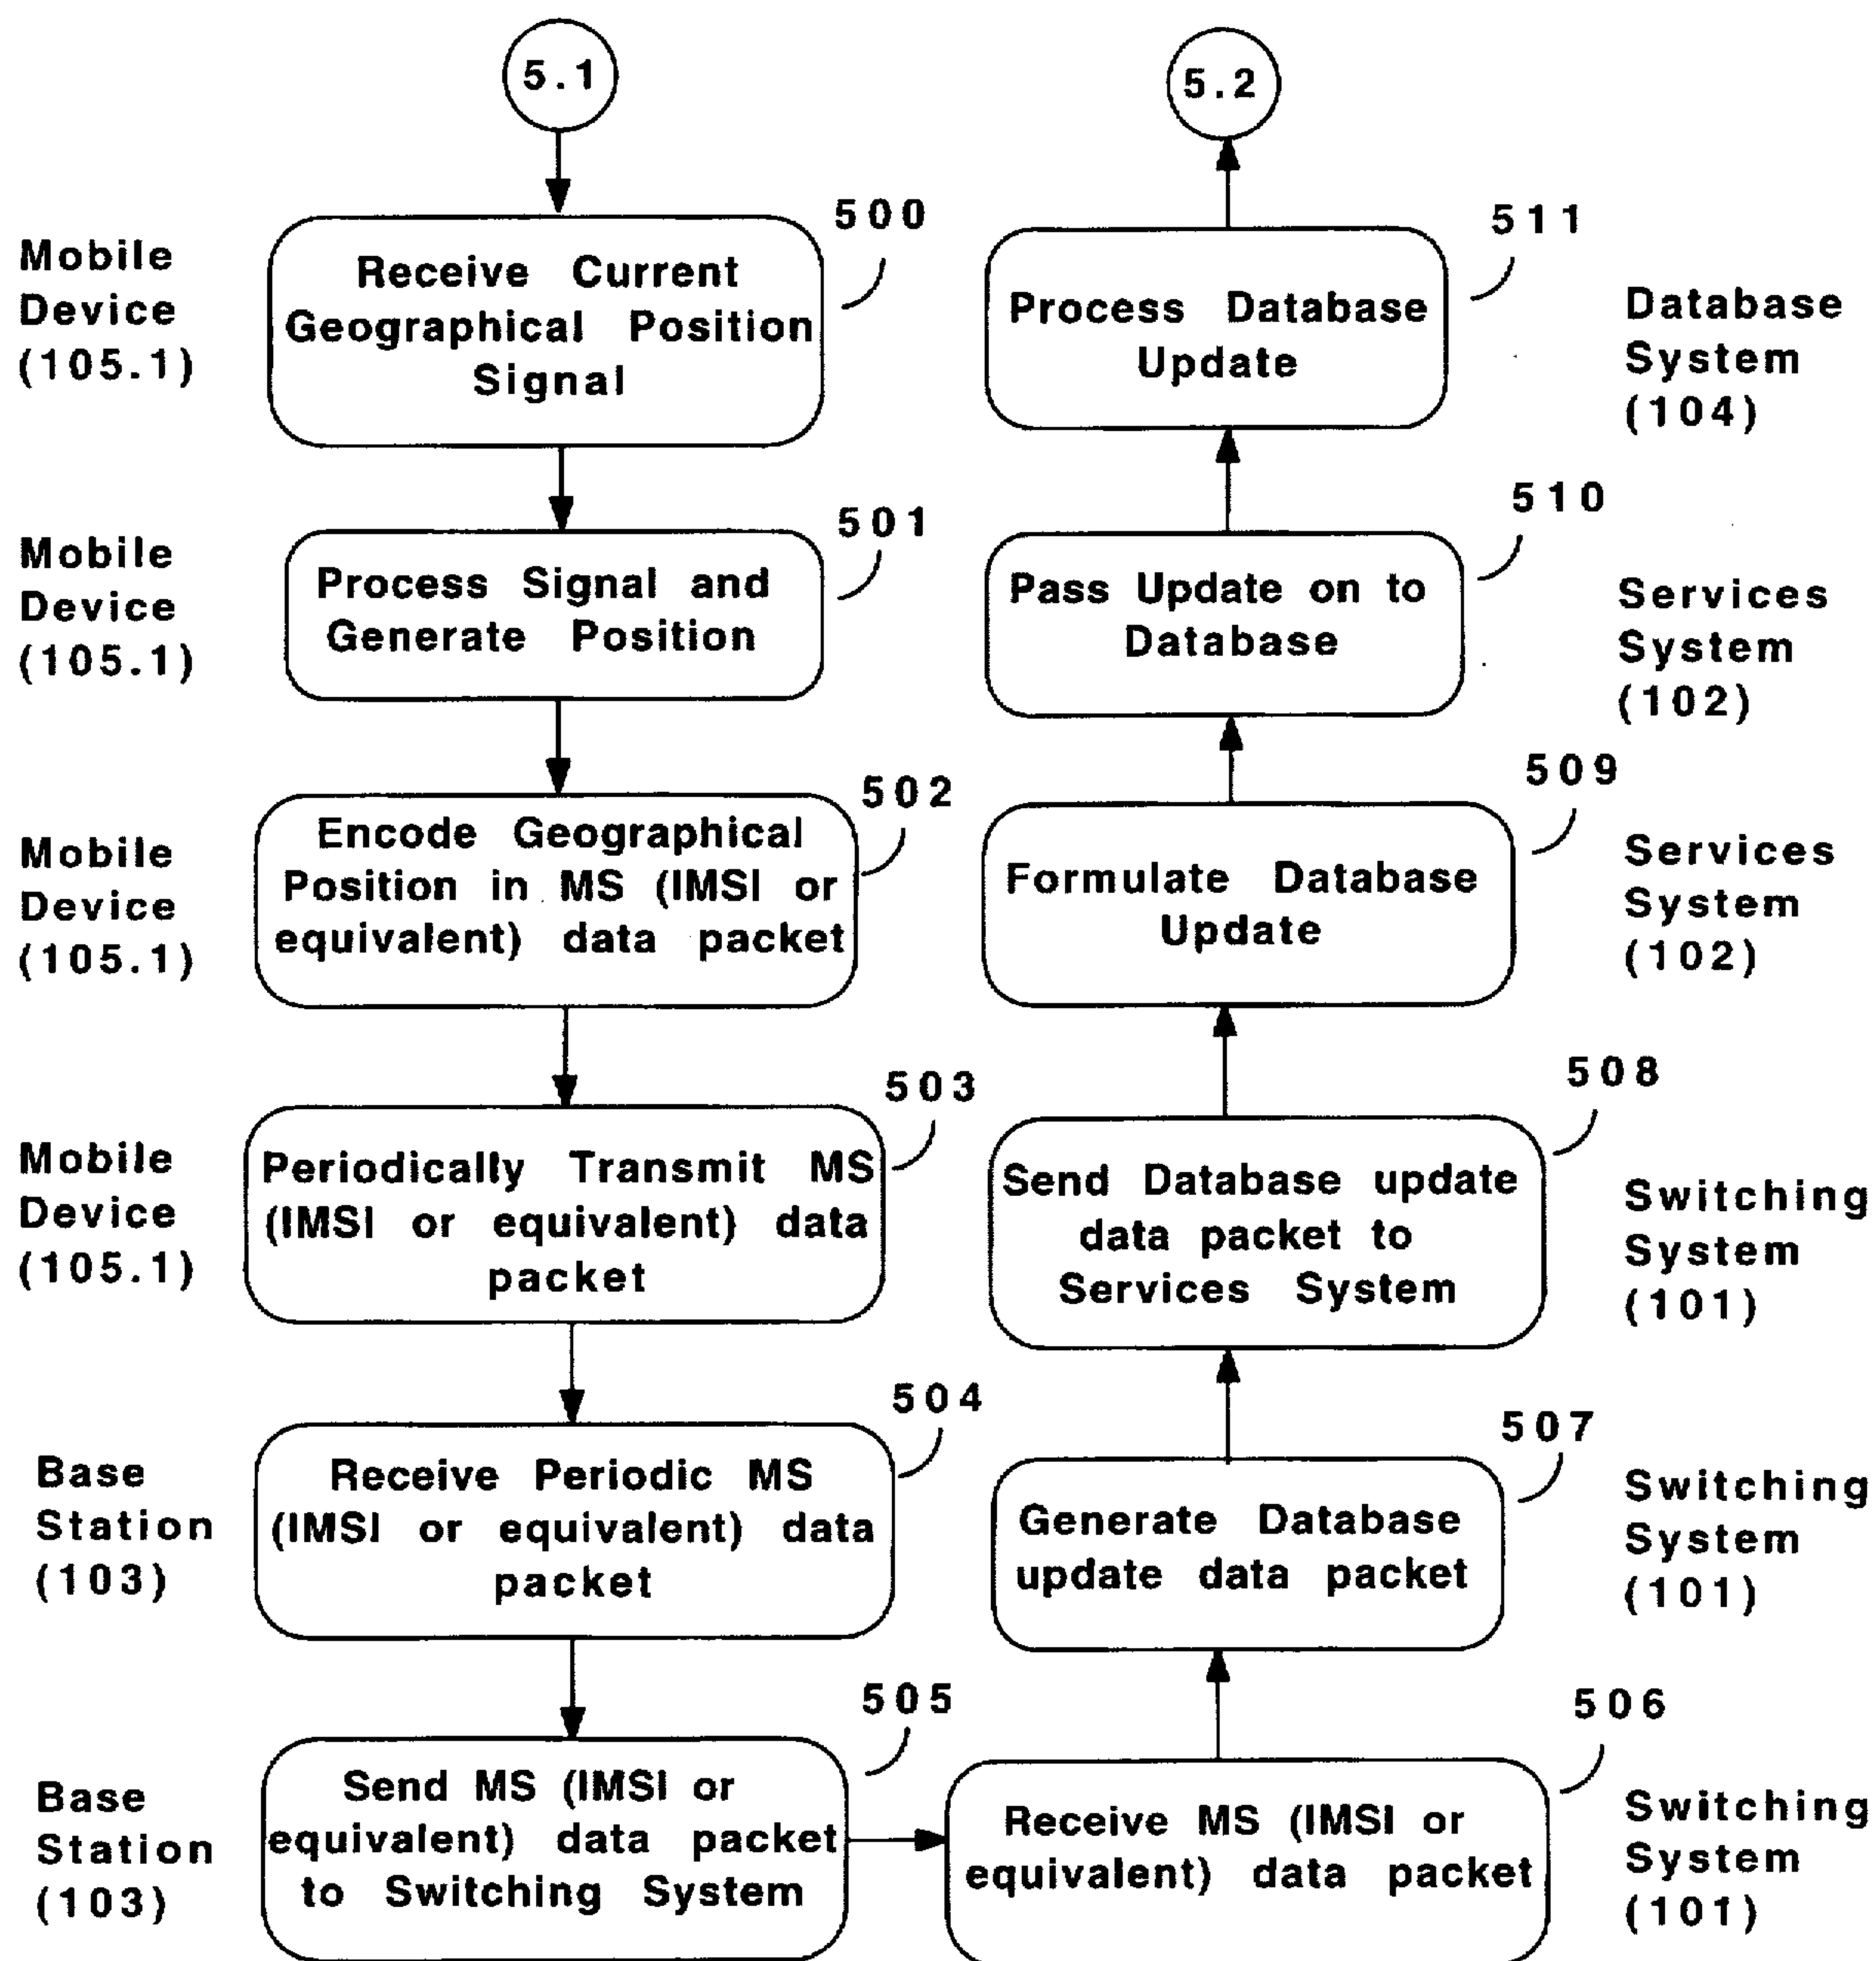 5.1
Mobile
Device
(105.1)
Receive Current
Geographical Position
Signal
500
Mobile
Device
(105.1)
Process Signal and
Generate Position
501
Mobile
Device
(105.1)
Encode Geographical
Position in MS (IMSI or
equivalent) data packet
502
Mobile
Device
(105.1)
Periodically Transmit MS
(IMSI or equivalent) data
packet
503
Base
Station
(103)
Receive Periodic MS
(IMSI or equivalent) data
packet
504
Base
Station
(103)
Send MS (IMSI or
equivalent) data packet
to Switching System
505
5.2
511
Process Database
Update
Database
System
(104)
510
Pass Update on to
Database
Services
System
(102)
509
Formulate Database
Update
Services
System
(102)
508
Send Database update
data packet to
Services System
Switching
System
(101)
507
Generate Database
update data packet
Switching
System
(101)
506
Receive MS (IMSI or
equivalent) data packet
Switching
System
(101)